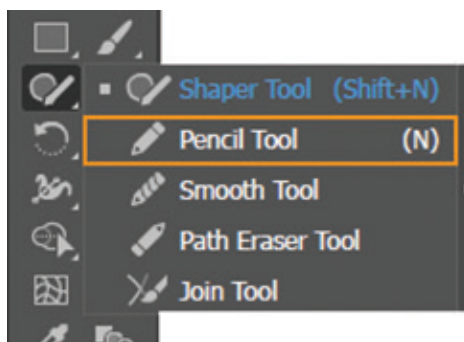 Shaper Tool (Shift+N)
Pencil Tool (N)
Smooth Tool
Path Eraser Tool
Join Tool